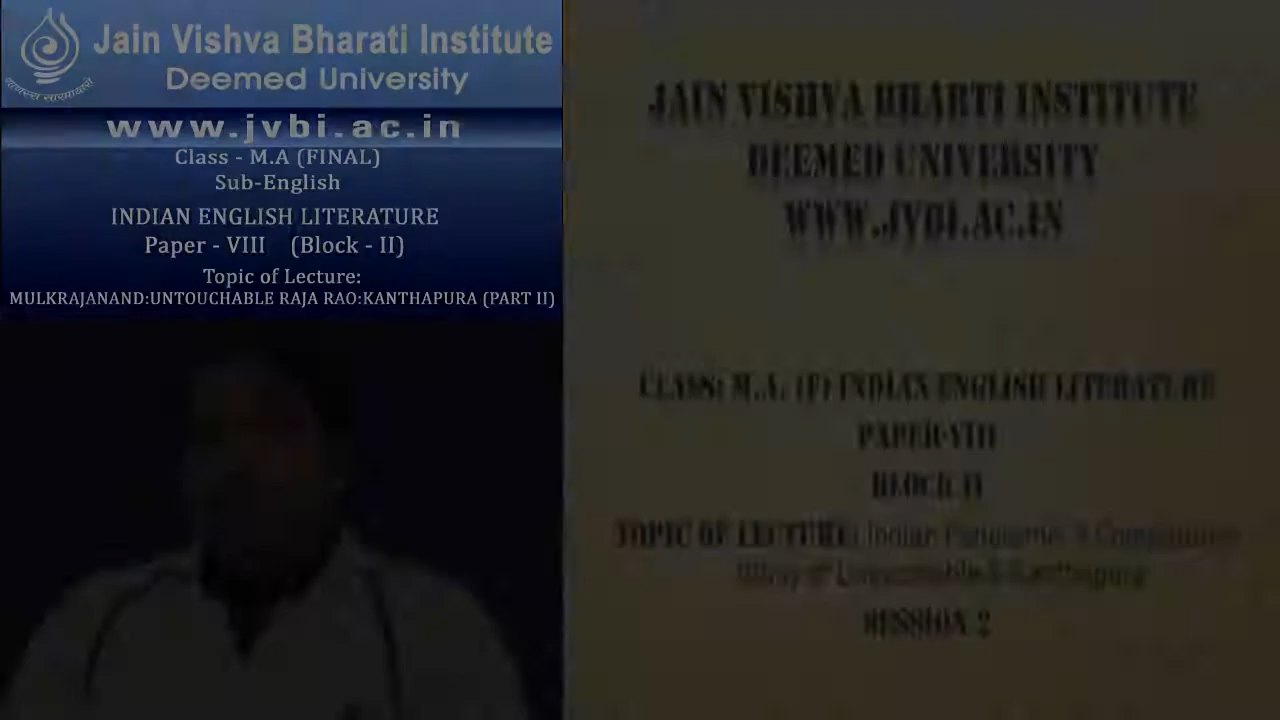 Jain Vishva Bharati Institute
Deemed University
www.jvbi.ac.in
Class - M.A (FINAL)
Sub-English
INDIAN ENGLISH LITERATURE
Paper - VIII (Block - II)
Topic of Lecture:
MULKRAJANAND:UNTOUCHABLE RAJA RAO:KANTHAPURA (PART II)
JAIN VISHVA BHARTI INSTITUTE
DEEMED UNIVERSITY
WWW.JVBI.AC.IN
CLASS: M.A. (F) INDIAN ENGLISH LITERATURE
PAPER-VIII
BLOCK II
TOPIC OF LECTURE: Indian
SESSION 2